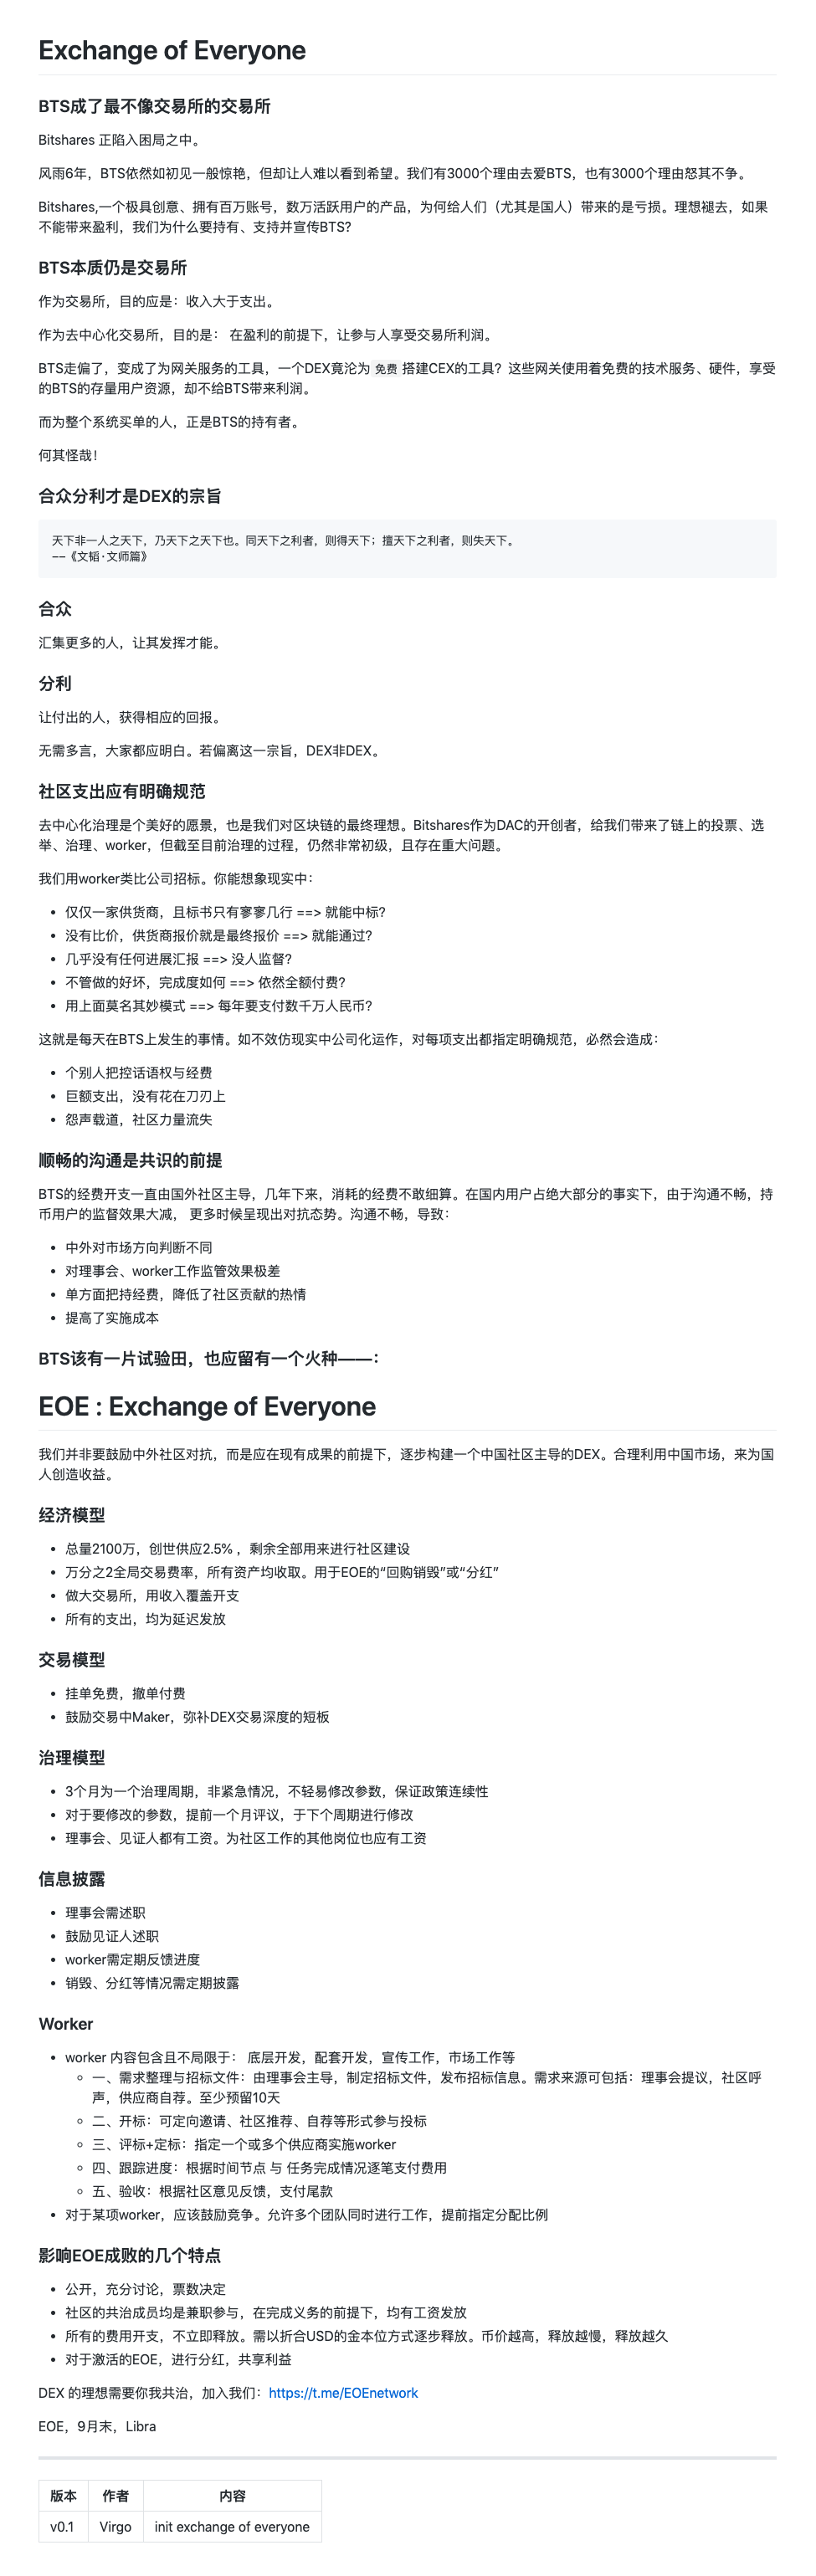 Exchange of Everyone
BTS成了最不像交易所的交易所
Bitshares 正陷入困局之中。
风雨6年，BTS依然如初见一般惊艳，但却让人难以看到希望。我们有3000个理由去爱BTS，也有3000个理由怒其不争。
Bitshares,一个极具创意、拥有百万账号，数万活跃用户的产品，为何给人们（尤其是国人）带来的是亏损。理想褪去，如果
不能带来盈利，我们为什么要持有、支持并宣传BTS?
BTS本质仍是交易所
作为交易所，目的应是：收入大于支出。
作为去中心化交易所，目的是： 在盈利的前提下，让参与人享受交易所利润。
BTS走偏了，变成了为网关服务的工具，一个DEX竟沦为 免费 搭建CEX的工具？这些网关使用着免费的技术服务、硬件，享受
的BTS的存量用户资源，却不给BTS带来利润。
而为整个系统买单的人，正是BTS的持有者。
何其怪哉！
合众分利才是DEX的宗旨
天下非一人之天下，乃天下之天下也。同天下之利者，则得天下；擅天下之利者，则失天下。
——《文韬·文师篇》
合众
汇集更多的人，让其发挥才能。
分利
让付出的人，获得相应的回报。
无需多言，大家都应明白。若偏离这一宗旨，DEX非DEX。
社区支出应有明确规范
去中心化治理是个美好的愿景，也是我们对区块链的最终理想。Bitshares作为DAC的开创者，给我们带来了链上的投票、选
举、治理、worker，但截至目前治理的过程，仍然非常初级，且存在重大问题。
我们用worker类比公司招标。你能想象现实中：
• 仅仅一家供货商，且标书只有寥寥几行 ==> 就能中标?
• 没有比价，供货商报价就是最终报价 ==> 就能通过?
• 几乎没有任何进展汇报 ==> 没人监督?
• 不管做的好坏，完成度如何 ==> 依然全额付费?
• 用上面莫名其妙模式 ==> 每年要支付数千万人民币?
这就是每天在BTS上发生的事情。如不效仿现实中公司化运作，对每项支出都指定明确规范，必然会造成：
• 个别人把控话语权与经费
• 巨额支出，没有花在刀刃上
• 怨声载道，社区力量流失
顺畅的沟通是共识的前提
BTS的经费开支一直由国外社区主导，几年下来，消耗的经费不敢细算。在国内用户占绝大部分的事实下，由于沟通不畅，持
币用户的监督效果大减， 更多时候呈现出对抗态势。沟通不畅，导致：
• 中外对市场方向判断不同
• 对理事会、worker工作监管效果极差
• 单方面把持经费，降低了社区贡献的热情
• 提高了实施成本
BTS该有一片试验田，也应留有一个火种——：
EOE : Exchange of Everyone
我们并非要鼓励中外社区对抗，而是应在现有成果的前提下，逐步构建一个中国社区主导的DEX。合理利用中国市场，来为国
人创造收益。
经济模型
• 总量2100万，创世供应2.5% ，剩余全部用来进行社区建设
• 万分之2全局交易费率，所有资产均收取。用于EOE的“回购销毁”或“分红”
• 做大交易所，用收入覆盖开支
• 所有的支出，均为延迟发放
交易模型
• 挂单免费，撤单付费
• 鼓励交易中Maker，弥补DEX交易深度的短板
治理模型
• 3个月为一个治理周期，非紧急情况，不轻易修改参数，保证政策连续性
• 对于要修改的参数，提前一个月评议，于下个周期进行修改
• 理事会、见证人都有工资。为社区工作的其他岗位也应有工资
信息披露
• 理事会需述职
• 鼓励见证人述职
• worker需定期反馈进度
• 销毁、分红等情况需定期披露
Worker
• worker 内容包含且不局限于： 底层开发，配套开发，宣传工作，市场工作等
◦ 一、需求整理与招标文件：由理事会主导，制定招标文件，发布招标信息。需求来源可包括：理事会提议，社区呼
声，供应商自荐。至少预留10天
◦ 二、开标：可定向邀请、社区推荐、自荐等形式参与投标
◦ 三、评标+定标：指定一个或多个供应商实施worker
◦ 四、跟踪进度：根据时间节点 与 任务完成情况逐笔支付费用
◦ 五、验收：根据社区意见反馈，支付尾款
• 对于某项worker，应该鼓励竞争。允许多个团队同时进行工作，提前指定分配比例
影响EOE成败的几个特点
• 公开，充分讨论，票数决定
• 社区的共治成员均是兼职参与，在完成义务的前提下，均有工资发放
• 所有的费用开支，不立即释放。需以折合USD的金本位方式逐步释放。币价越高，释放越慢，释放越久
• 对于激活的EOE，进行分红，共享利益
DEX 的理想需要你我共治，加入我们：https://t.me/EOEnetwork
EOE，9月末，Libra
版本 作者 内容
v0.1 Virgo init exchange of everyone